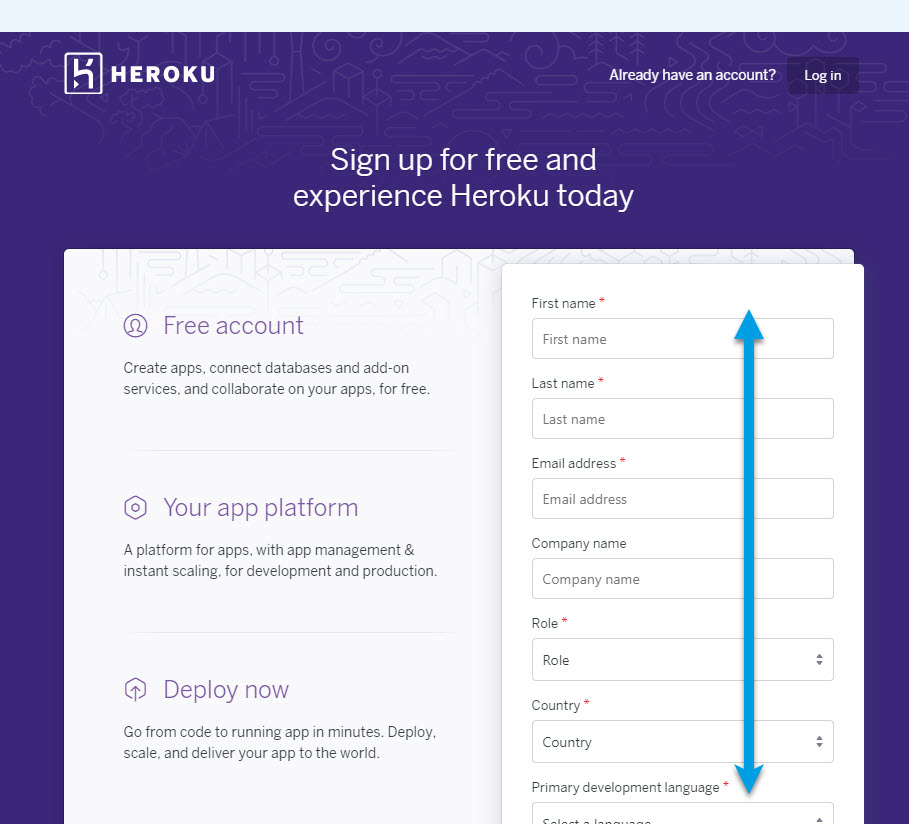 HEROKU
Already have an account?
Log in
Sign up for free and
experience Heroku today
Free account
Create apps, connect databases and add-on
services, and collaborate on your apps, for free.
Your app platform
A platform for apps, with app management &
instant scaling, for development and production.
Deploy now
Go from code to running app in minutes. Deploy,
scale, and deliver your app to the world.
First name *
First name
Last name *
Last name
Email address *
Email address
Company name
Company name
Role *
Role
Country *
Country
Primary development language *
Select a language